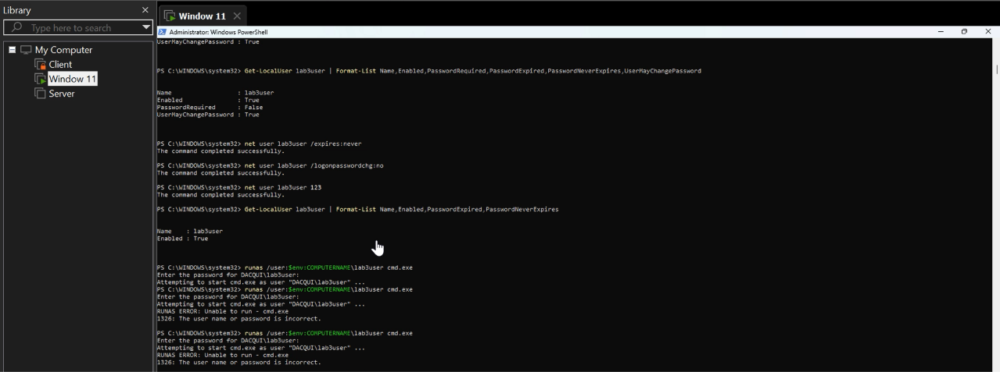 Library
Type here to search
My Computer
Client
Window 11
Server
Window 11
Administrator: Windows PowerShell
UserMayChangePassword : True
PS C:\WINDOWS\system32> Get-LocalUser lab3user | Format-List Name,Enabled,PasswordRequired,PasswordExpired,PasswordNeverExpires,UserMayChangePassword
Name                  : lab3user
Enabled               : True
PasswordRequired      : False
UserMayChangePassword : True
PS C:\WINDOWS\system32> net user lab3user /expires:never
The command completed successfully.
PS C:\WINDOWS\system32> net user lab3user /logonpasswordchg:no
The command completed successfully.
PS C:\WINDOWS\system32> net user lab3user 123
The command completed successfully.
PS C:\WINDOWS\system32> Get-LocalUser lab3user | Format-List Name,Enabled,PasswordExpired,PasswordNeverExpires
Name    : lab3user
Enabled : True
PS C:\WINDOWS\system32> runas /user:$env:COMPUTERNAME\lab3user cmd.exe
Enter the password for DACQUI\lab3user:
Attempting to start cmd.exe as user "DACQUI\lab3user" ...
PS C:\WINDOWS\system32> runas /user:$env:COMPUTERNAME\lab3user cmd.exe
Enter the password for DACQUI\lab3user:
Attempting to start cmd.exe as user "DACQUI\lab3user" ...
RUNAS ERROR: Unable to run - cmd.exe
1326: The user name or password is incorrect.
PS C:\WINDOWS\system32> runas /user:$env:COMPUTERNAME\lab3user cmd.exe
Enter the password for DACQUI\lab3user:
Attempting to start cmd.exe as user "DACQUI\lab3user" ...
RUNAS ERROR: Unable to run - cmd.exe
1326: The user name or password is incorrect.